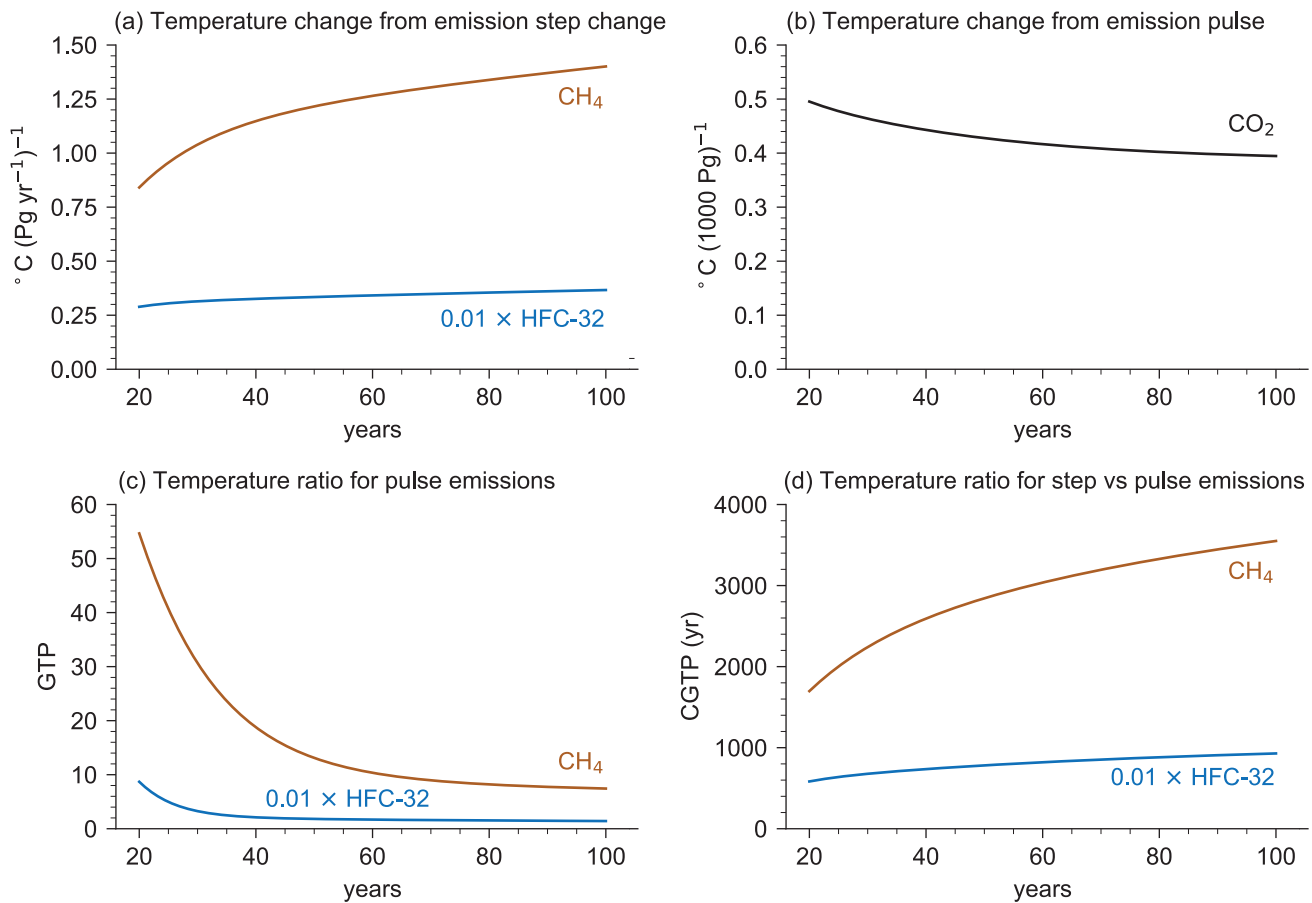 (a) Temperature change from emission step change
1.50
1.25
1.00
0.75
0.50
0.25
0.00
° C (Pg yr⁻¹)⁻¹
CH₄
0.01 × HFC-32
20 40 60 80 100
years
(b) Temperature change from emission pulse
0.6
0.5
0.4
0.3
0.2
0.1
0.0
° C (1000 Pg)⁻¹
CO₂
20 40 60 80 100
years
(c) Temperature ratio for pulse emissions
60
50
40
30
20
10
0
GTP
CH₄
0.01 × HFC-32
20 40 60 80 100
years
(d) Temperature ratio for step vs pulse emissions
4000
3000
2000
1000
0
CGTP (yr)
CH₄
0.01 × HFC-32
20 40 60 80 100
years